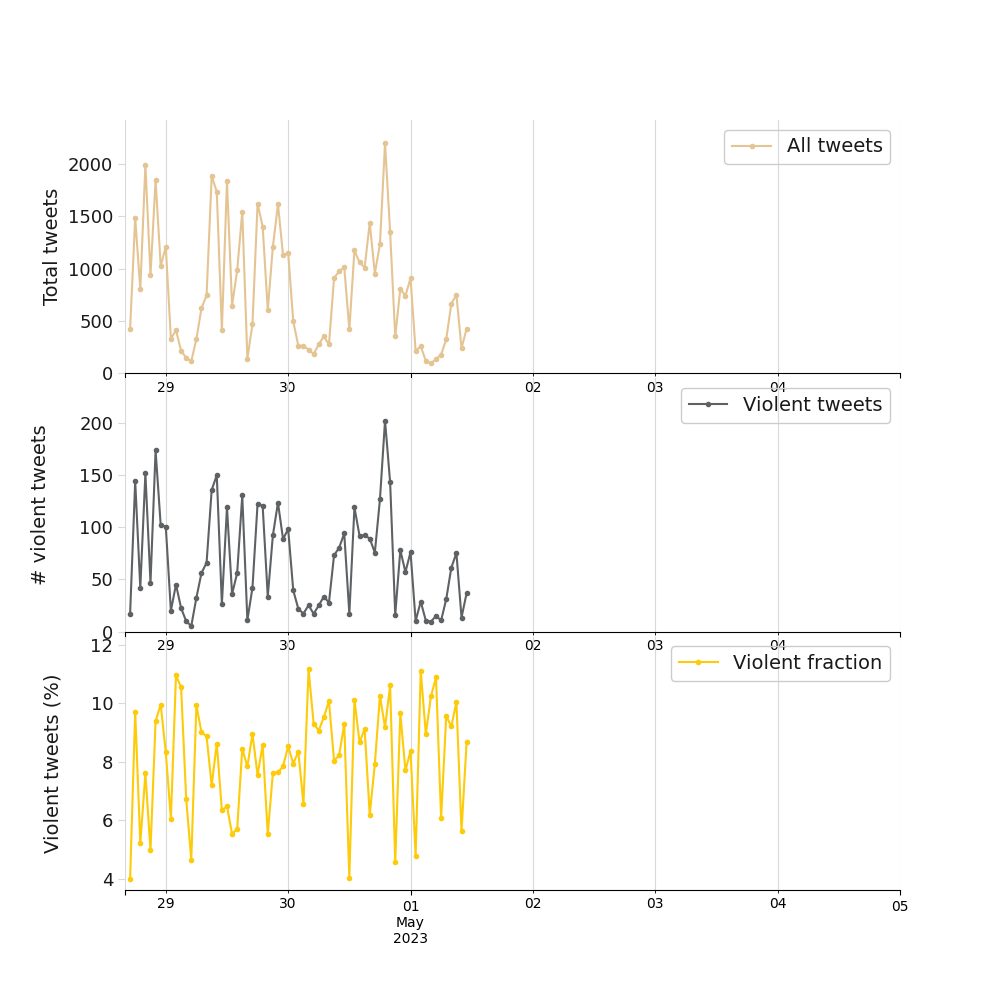 All tweets
Total tweets
2000
1500
1000
500
0
29 30 02 03 04
Violent tweets
# violent tweets
200
150
100
50
0
29 30 02 03 04
Violent fraction
Violent tweets (%)
12
10
8
6
4
29 30 01 02 03 04 05
May
2023